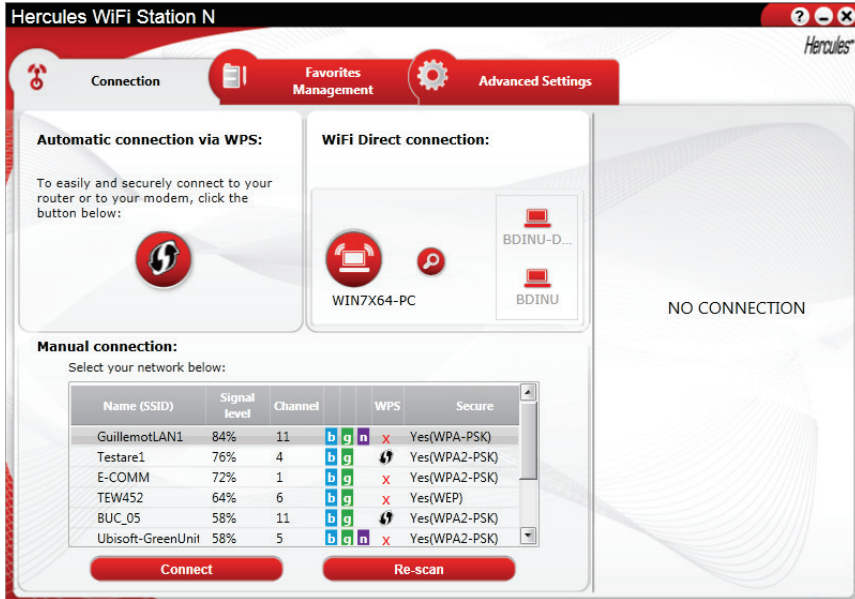 Hercules WiFi Station N
Hercules
Connection
Favorites
Management
Advanced Settings
Automatic connection via WPS:
To easily and securely connect to your
router or to your modem, click the
button below:
WiFi Direct connection:
WIN7X64-PC
BDINU-D...
BDINU
NO CONNECTION
Manual connection:
Select your network below:
Name (SSID) Signal level Channel WPS Secure
GuillemotLAN1 84% 11 b g n x Yes(WPA-PSK)
Testare1 76% 4 b g Yes(WPA2-PSK)
E-COMM 72% 1 b g x Yes(WPA2-PSK)
TEW452 64% 6 b g x Yes(WEP)
BUC_05 58% 11 b g Yes(WPA2-PSK)
Ubisoft-GreenUnit 58% 5 b g n x Yes(WPA2-PSK)
Connect
Re-scan